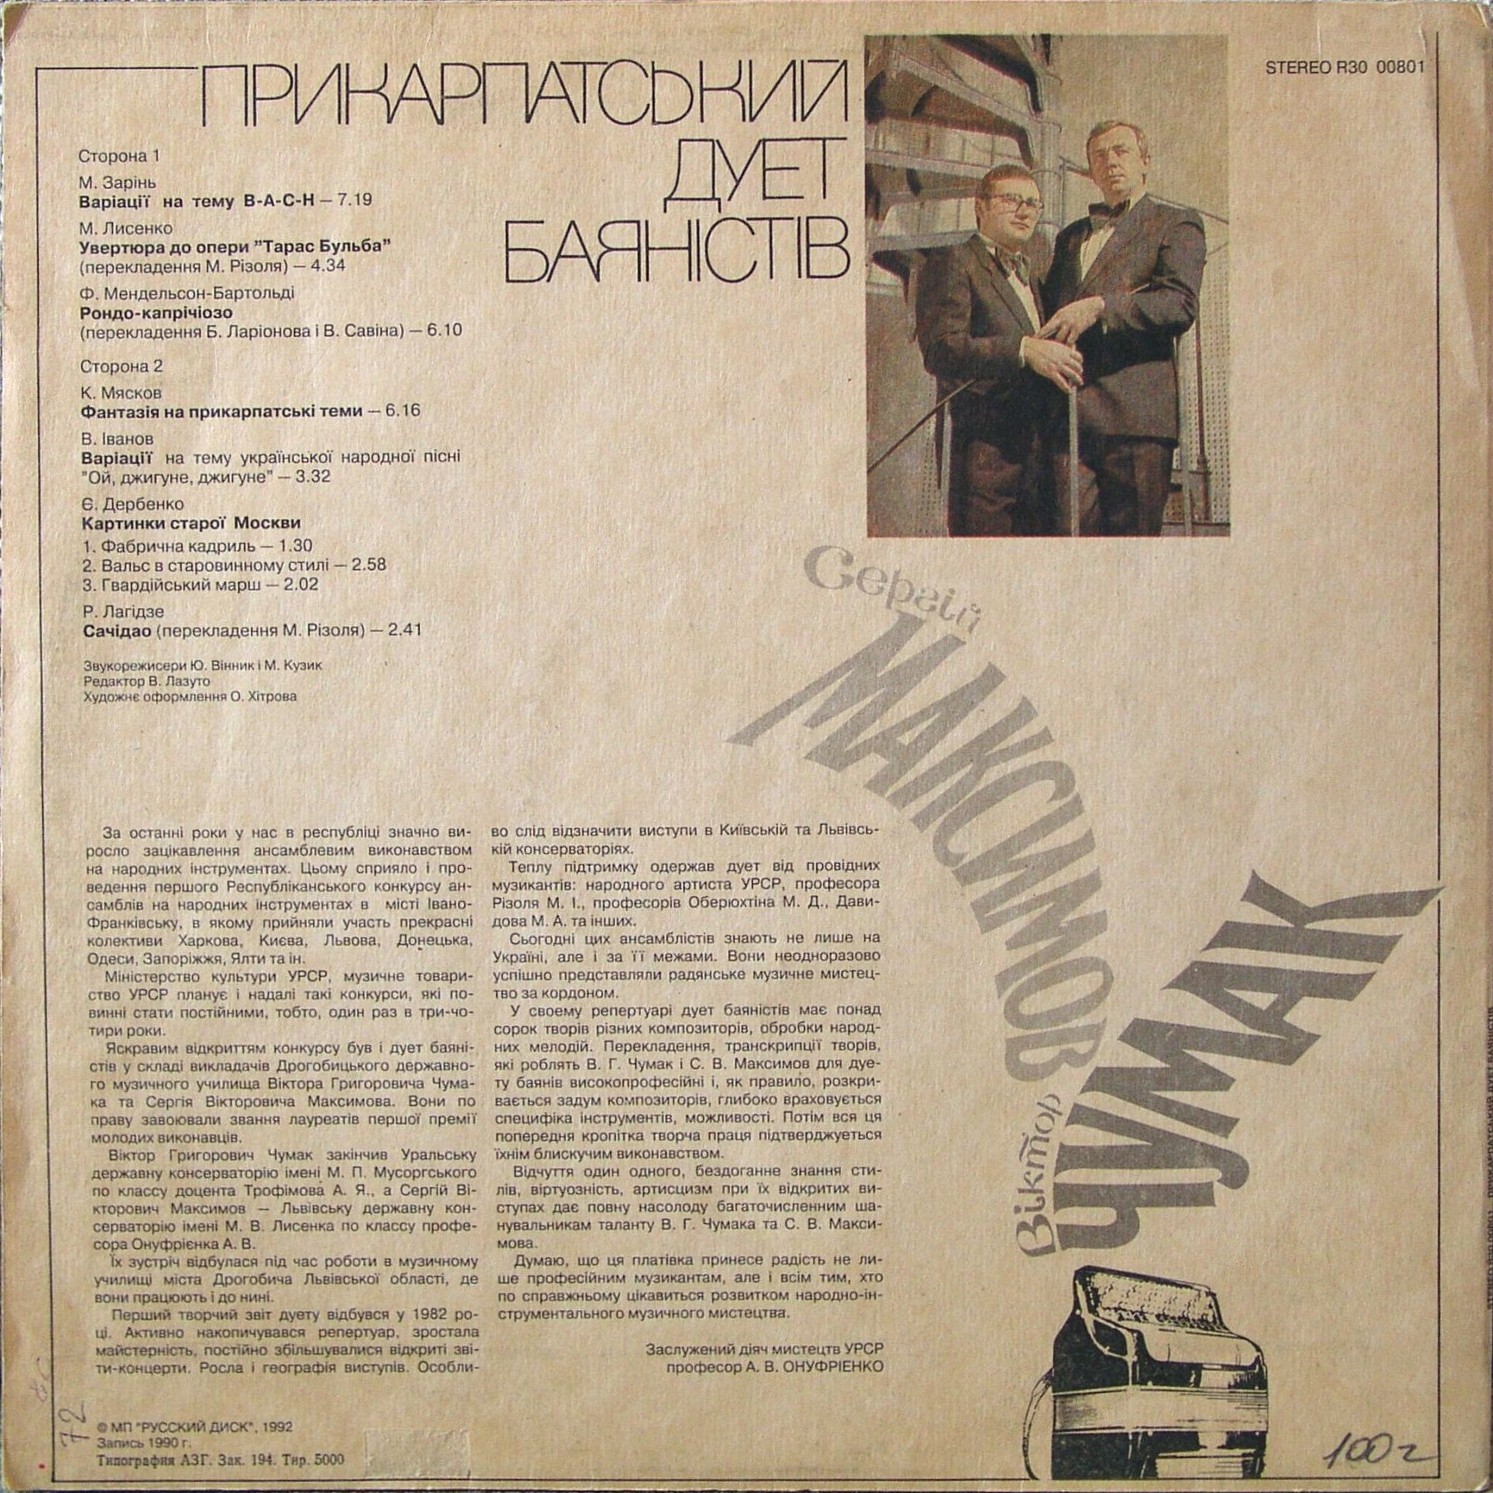 ПРИКАРПАТСЬКИЙ
ДУЕТ
БАЯНІСТІВ
STEREO R30 00801
Сторона 1
М. Зарінь
Варіації на тему В-А-С-Н – 7.19
М. Лисенко
Увертюра до опери "Тарас Бульба"
(перекладення М. Різоля) – 4.34
Ф. Мендельсон-Бартольді
Рондо-капрічіозо
(перекладення Б. Ларіонова і В. Савіна) – 6.10
Сторона 2
К. Мясков
Фантазія на прикарпатські теми – 6.16
В. Іванов
Варіації на тему української народної пісні
"Ой, джигуне, джигуне" – 3.32
Є. Дербенко
Картинки старої Москви
1. Фабрична кадриль – 1.30
2. Вальс в старовинному стилі – 2.58
3. Гвардійський марш – 2.02
Р. Лагідзе
Сачідао (перекладення М. Різоля) – 2.41
Звукорежисери Ю. Вінник і М. Кузик
Редактор В. Лазуто
Художнє оформлення О. Хітрова
Сергій
МАКСИМОВ
Віктор
ЧУМАК
За останні роки у нас в республіці значно ви-
росло зацікавлення ансамблевим виконавством
на народних інструментах. Цьому сприяло і про-
ведення першого Республіканського конкурсу ан-
самблів на народних інструментах в місті Івано-
Франківську, в якому прийняли участь прекрасні
колективи Харкова, Києва, Львова, Донецька,
Одеси, Запоріжжя, Ялти та ін.
Міністерство культури УРСР, музичне товари-
ство УРСР планує і надалі такі конкурси, які по-
винні стати постійними, тобто, один раз в три-чо-
тири роки.
Яскравим відкриттям конкурсу був і дует баяні-
стів у складі викладачів Дрогобицького державно-
го музичного училища Віктора Григоровича Чума-
ка та Сергія Вікторовича Максимова. Вони по
праву завоювали звання лауреатів першої премії
молодих виконавців.
Віктор Григорович Чумак закінчив Уральську
державну консерваторію імені М. П. Мусоргського
по классу доцента Трофімова А. Я., а Сергій Ві-
кторович Максимов – Львівську державну кон-
серваторію імені М. В. Лисенка по классу профе-
сора Онуфрієнка А. В.
Їх зустріч відбулася під час роботи в музичному
училищі міста Дрогобича Львівської області, де
вони працюють і до нині.
Перший творчий звіт дуету відбувся у 1982 ро-
ці. Активно накопичувався репертуар, зростала
майстерність, постійно збільшувалися відкриті зві-
ти-концерти. Росла і географія виступів. Особли-
во слід відзначити виступи в Київській та Львівсь-
кій консерваторіях.
Теплу підтримку одержав дует від провідних
музикантів: народного артиста УРСР, професора
Різоля М. І., професорів Оберюхтіна М. Д., Дави-
дова М. А. та інших.
Сьогодні цих ансамблістів знають не лише на
Україні, але і за її межами. Вони неодноразово
успішно представляли радянське музичне мистец-
тво за кордоном.
У своему репертуарі дует баяністів має понад
сорок творів різних композиторів, обробки народ-
них мелодій. Перекладення, транскрипції творів,
які роблять В. Г. Чумак і С. В. Максимов для дуе-
ту баянів високопрофесійні і, як правило, розкри-
вається задум композиторів, глибоко враховується
специфіка інструментів, можливості. Потім вся ця
попередня кропітка творча праця підтверджується
їхнім блискучим виконавством.
Відчуття один одного, бездоганне знання сти-
лів, віртуозність, артисцизм при їх відкритих ви-
ступах дає повну насолоду багаточисленним ша-
нувальникам таланту В. Г. Чумака та С. В. Макси-
мова.
Думаю, що ця платівка принесе радість не ли-
ше професійним музикантам, але і всім тим, хто
по справжньому цікавиться розвитком народно-ін-
струментального музичного мистецтва.
Заслужений діяч мистецтв УРСР
професор А. В. ОНУФРІЕНКО
© МП "РУССКИЙ ДИСК", 1992
Запись 1990 г.
Типография АЗГ. Зак. 194. Тир. 5000
72
100г
STEREO R30 00801 ПРИКАРПАТСЬКИЙ ДУЕТ БАЯНІСТІВ